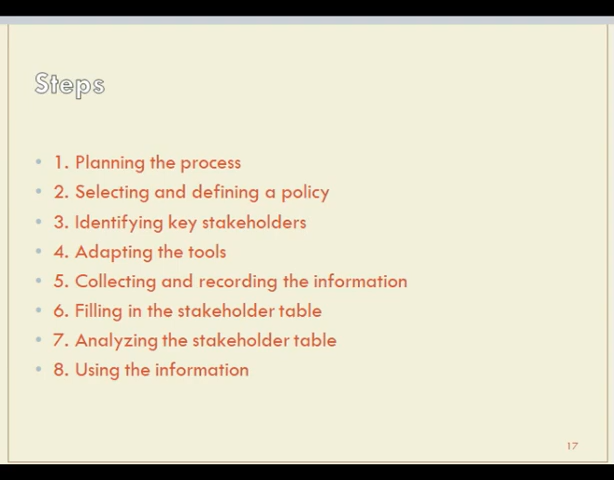 Steps
• 1. Planning the process
• 2. Selecting and defining a policy
• 3. Identifying key stakeholders
• 4. Adapting the tools
• 5. Collecting and recording the information
• 6. Filling in the stakeholder table
• 7. Analyzing the stakeholder table
• 8. Using the information
17